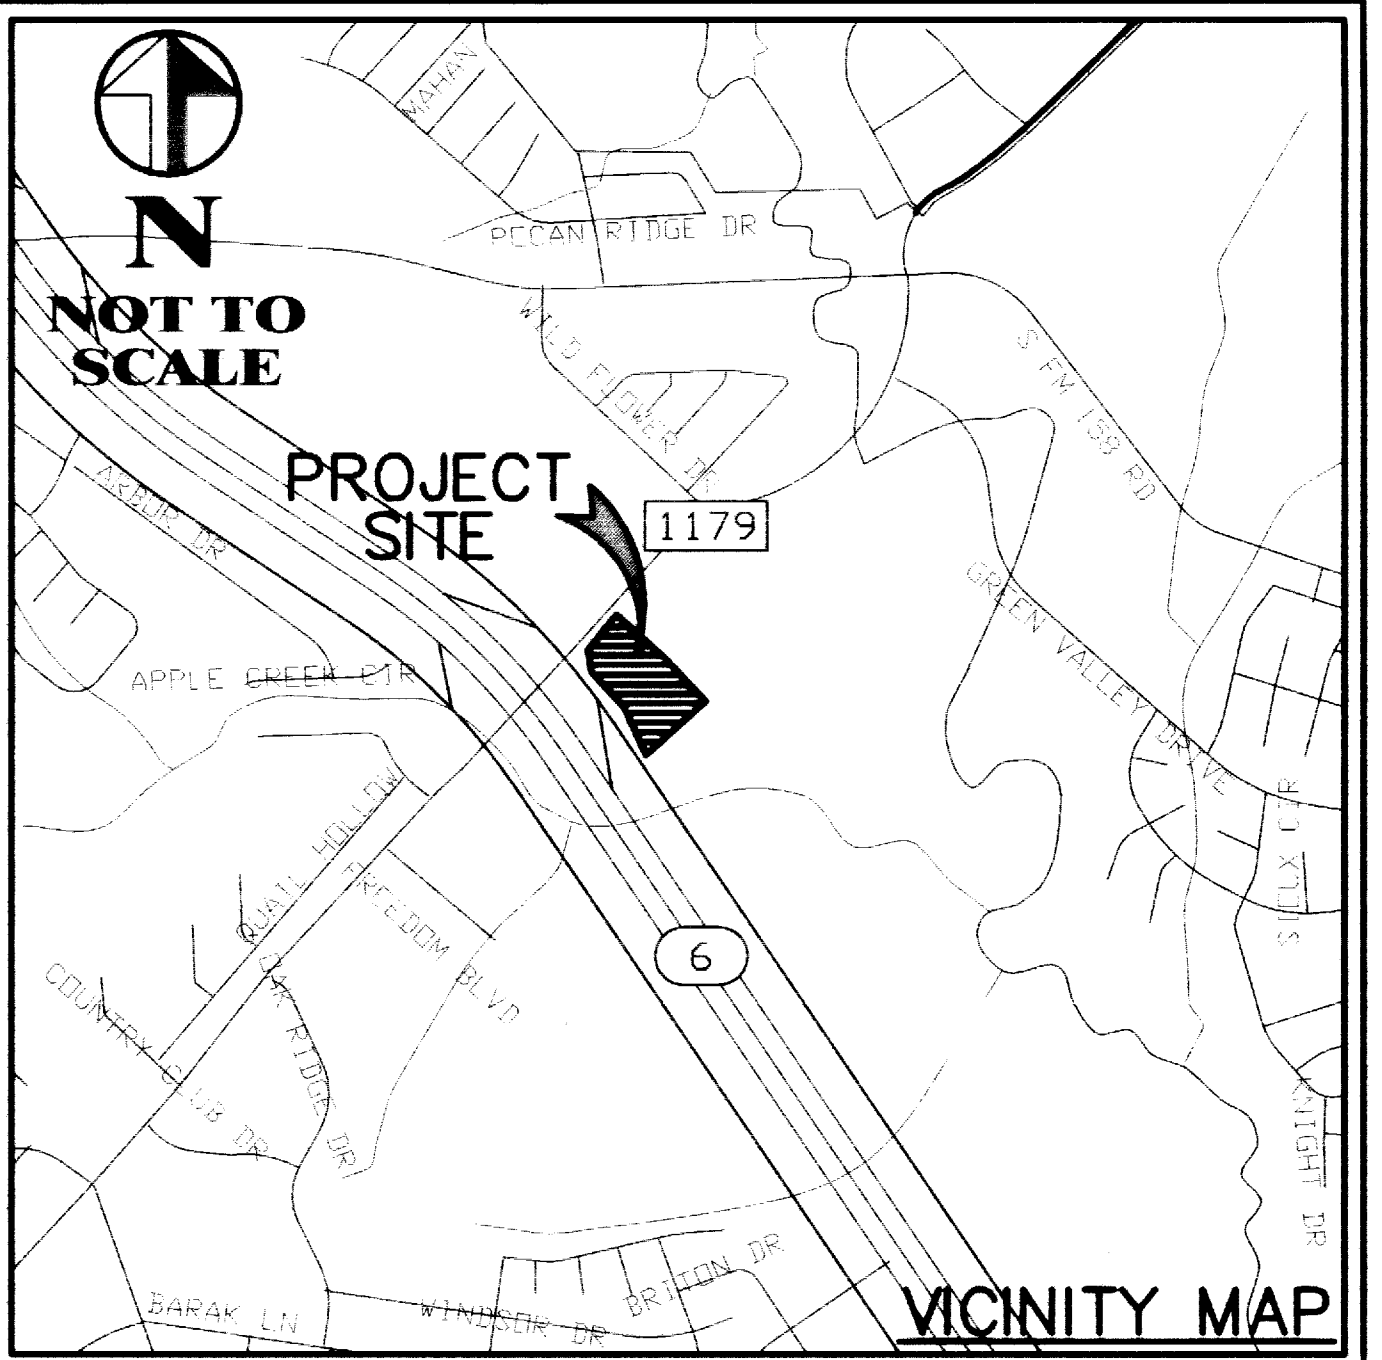 MAHAN
N
PECAN RIDGE DR
NOT TO
SCALE
WILD FLOWER DR
S FM 158 RD
PROJECT
SITE
1179
ARBOR DR
GREEN VALLEY DRIVE
APPLE CREEK CIR
QUAIL HOLLOW
FREEDOM BLVD
SIOUX CIR
6
COUNTRY CLUB DR
OAK RIDGE DR
KNIGHT DR
BRITTON DR
BARAK LN
WINDSOR DR
VICINITY MAP